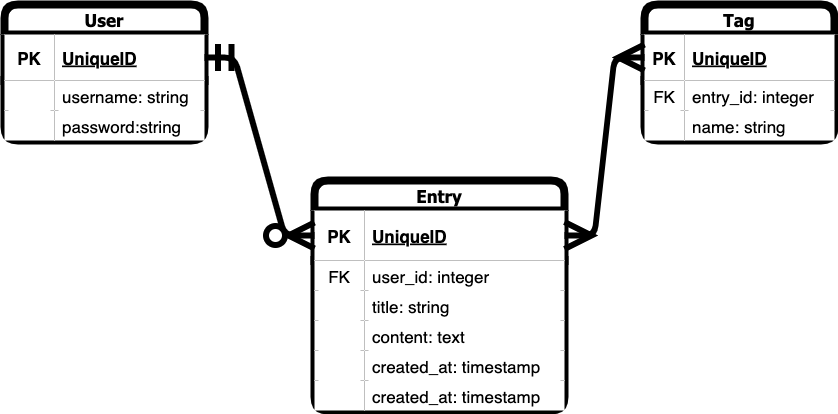 User
PK UniqueID
username: string
password:string
Tag
PK UniqueID
FK entry_id: integer
name: string
Entry
PK UniqueID
FK user_id: integer
title: string
content: text
created_at: timestamp
created_at: timestamp